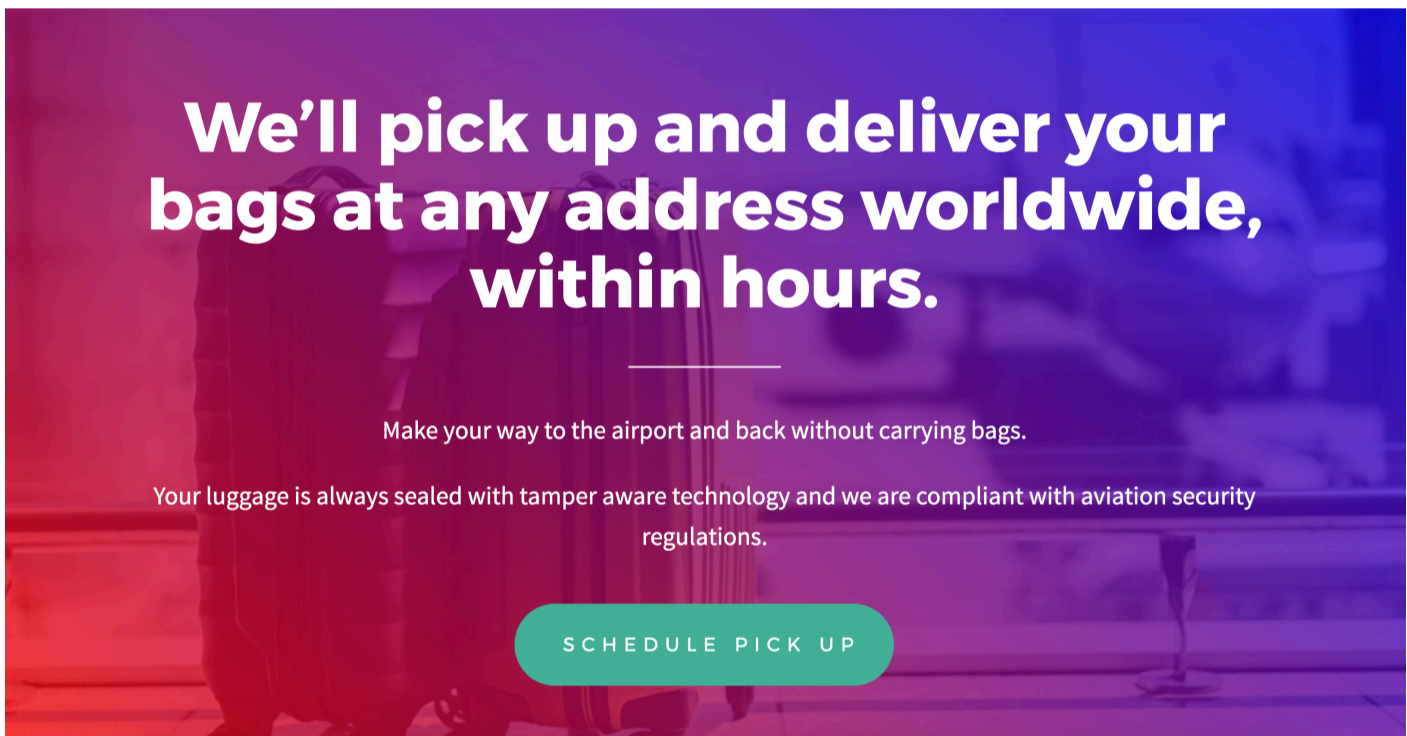 We’ll pick up and deliver your
bags at any address worldwide,
within hours.
Make your way to the airport and back without carrying bags.
Your luggage is always sealed with tamper aware technology and we are compliant with aviation security
regulations.
SCHEDULE PICK UP